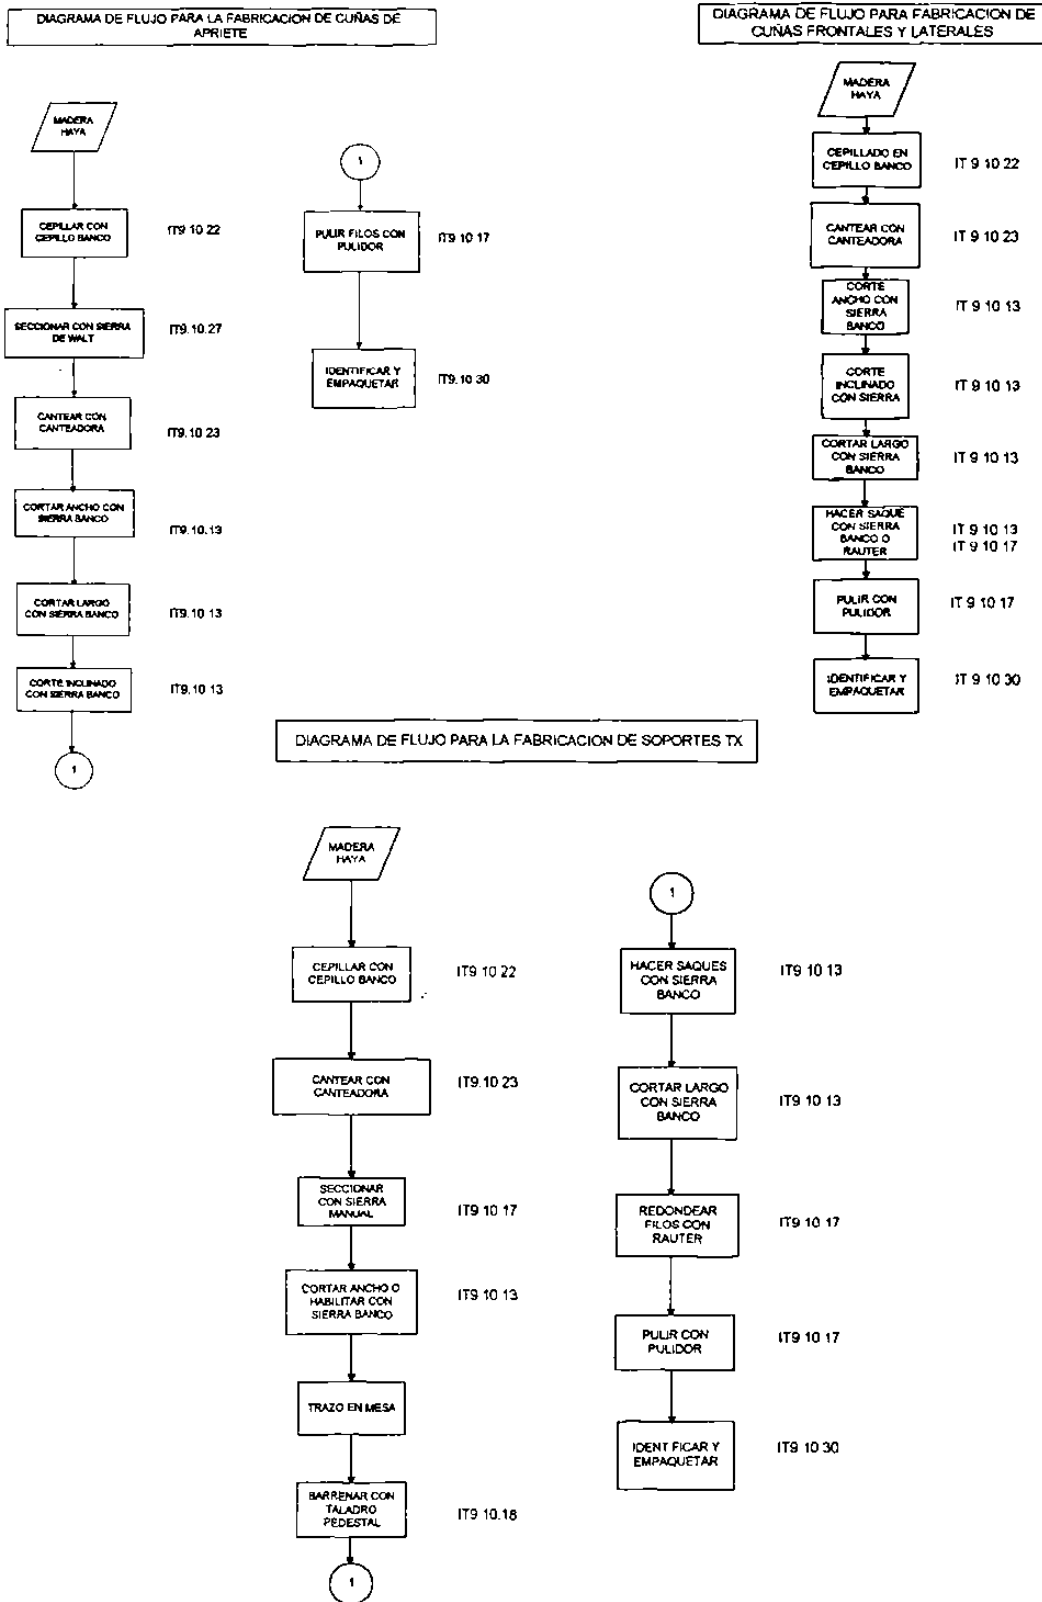 DIAGRAMA DE FLUJO PARA LA FABRICACION DE CUÑAS DE
APRIETE
MADERA
HAYA
CEPILLAR CON
CEPILLO BANCO
IT9.10.22
SECCIONAR CON SIERRA
DE WALT
IT9.10.27
CANTEAR CON
CANTEADORA
IT9.10 23
CORTAR ANCHO CON
SIERRA BANCO
IT9.10.13
CORTAR LARGO
CON SIERRA BANCO
IT9.10 13
CORTE INCLINADO
CON SIERRA BANCO
IT9.10 13
1
1
PULIR FILOS CON
PULIDOR
IT9 10 17
IDENTIFICAR Y
EMPAQUETAR
IT9.10 30
DIAGRAMA DE FLUJO PARA FABRICACION DE
CUÑAS FRONTALES Y LATERALES
MADERA
HAYA
CEPILLADO EN
CEPILLO BANCO
IT 9 10 22
CANTEAR CON
CANTEADORA
IT 9 10 23
CORTE
ANCHO CON
SIERRA
BANCO
IT 9 10 13
CORTE
INCLINADO
CON SIERRA
IT 9 10 13
CORTAR LARGO
CON SIERRA
BANCO
IT 9 10 13
HACER SAQUE
CON SIERRA
BANCO O
RAUTER
IT 9 10 13
IT 9 10 17
PULIR CON
PULIDOR
IT 9 10 17
IDENTIFICAR Y
EMPAQUETAR
IT 9 10 30
DIAGRAMA DE FLUJO PARA LA FABRICACION DE SOPORTES TX
MADERA
HAYA
CEPILLAR CON
CEPILLO BANCO
IT9 10 22
CANTEAR CON
CANTEADORA
IT9.10 23
SECCIONAR
CON SIERRA
MANUAL
IT9 10 17
CORTAR ANCHO O
HABILITAR CON
SIERRA BANCO
IT9 10 13
TRAZO EN MESA
BARRENAR CON
TALADRO
PEDESTAL
IT9 10.18
1
1
HACER SAQUES
CON SIERRA
BANCO
IT9 10 13
CORTAR LARGO
CON SIERRA
BANCO
IT9 10 13
REDONDEAR
FILOS CON
RAUTER
IT9 10 17
PULIR CON
PULIDOR
IT9 10 17
IDENT FICAR Y
EMPAQUETAR
IT9 10 30